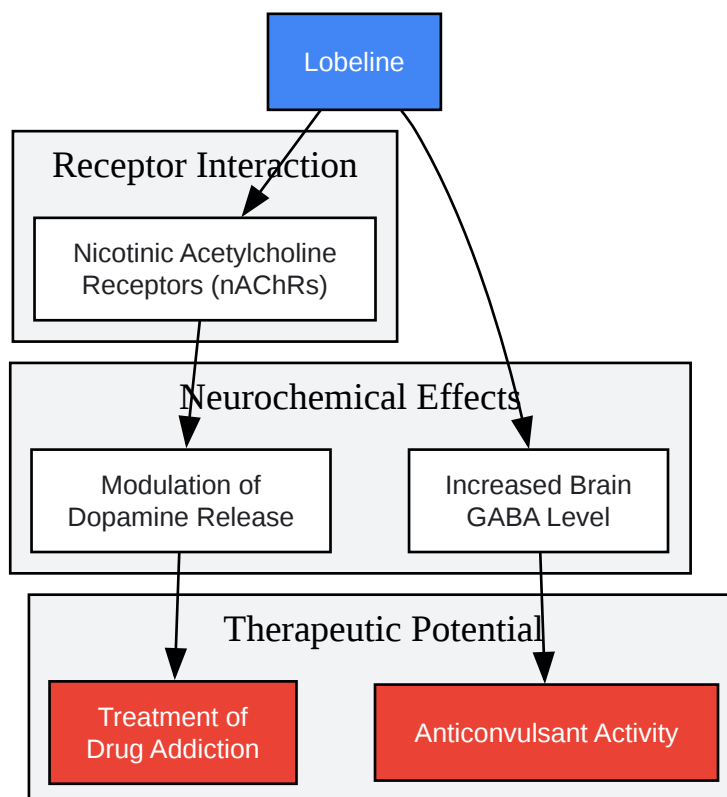 Lobeline
Receptor Interaction
Nicotinic Acetylcholine
Receptors (nAChRs)
Neurochemical Effects
Modulation of
Dopamine Release
Increased Brain
GABA Level
Therapeutic Potential
Treatment of
Drug Addiction
Anticonvulsant Activity